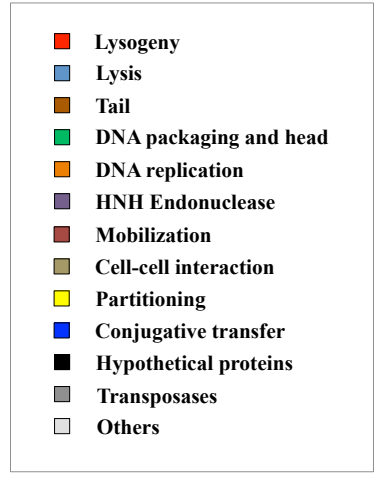 Lysogeny
Lysis
Tail
DNA packaging and head
DNA replication
HNH Endonuclease
Mobilization
Cell-cell interaction
Partitioning
Conjugative transfer
Hypothetical proteins
Transposases
Others